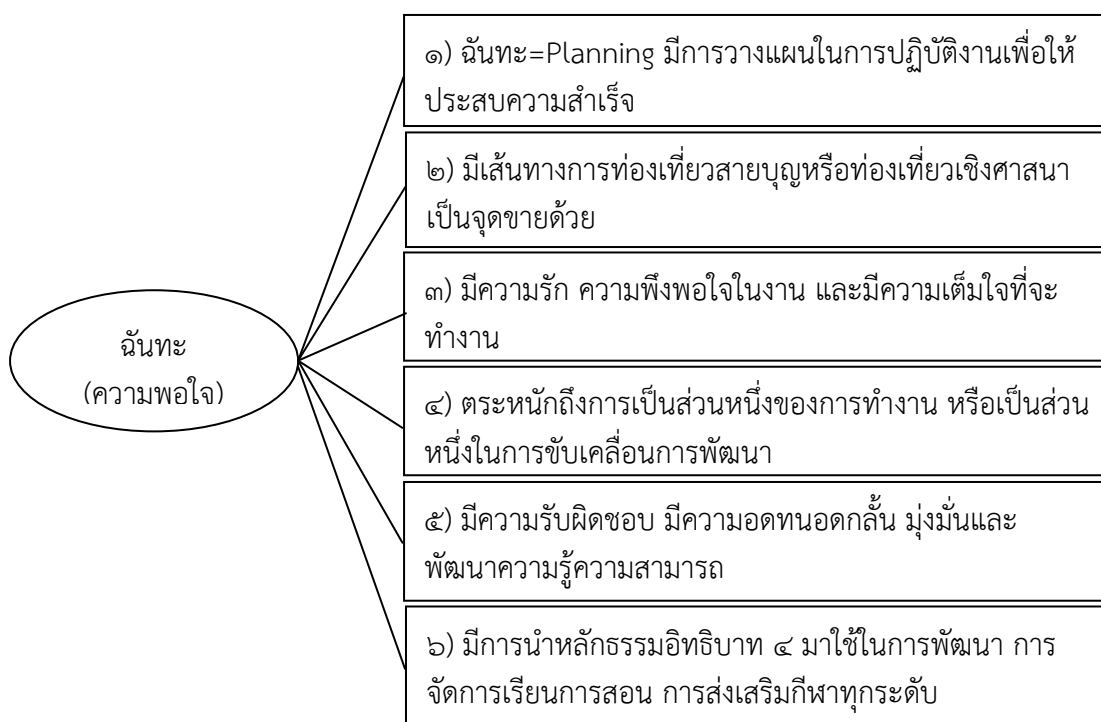 ๑) ฉันทะ=Planning มีการวางแผนในการปฏิบัติงานเพื่อให้
ประสบความสำเร็จ
๒) มีเส้นทางการท่องเที่ยวสายบุญหรือท่องเที่ยวเชิงศาสนา
เป็นจุดขายด้วย
๓) มีความรัก ความพึงพอใจในงาน และมีความเต็มใจที่จะ
ทำงาน
ฉันทะ
(ความพอใจ)
๔) ตระหนักถึงการเป็นส่วนหนึ่งของการทำงาน หรือเป็นส่วน
หนึ่งในการขับเคลื่อนการพัฒนา
๕) มีความรับผิดชอบ มีความอดทนอดกลั้น มุ่งมั่นและ
พัฒนาความรู้ความสามารถ
๖) มีการนำหลักธรรมอิทธิบาท ๔ มาใช้ในการพัฒนา การ
จัดการเรียนการสอน การส่งเสริมกีฬาทุกระดับ